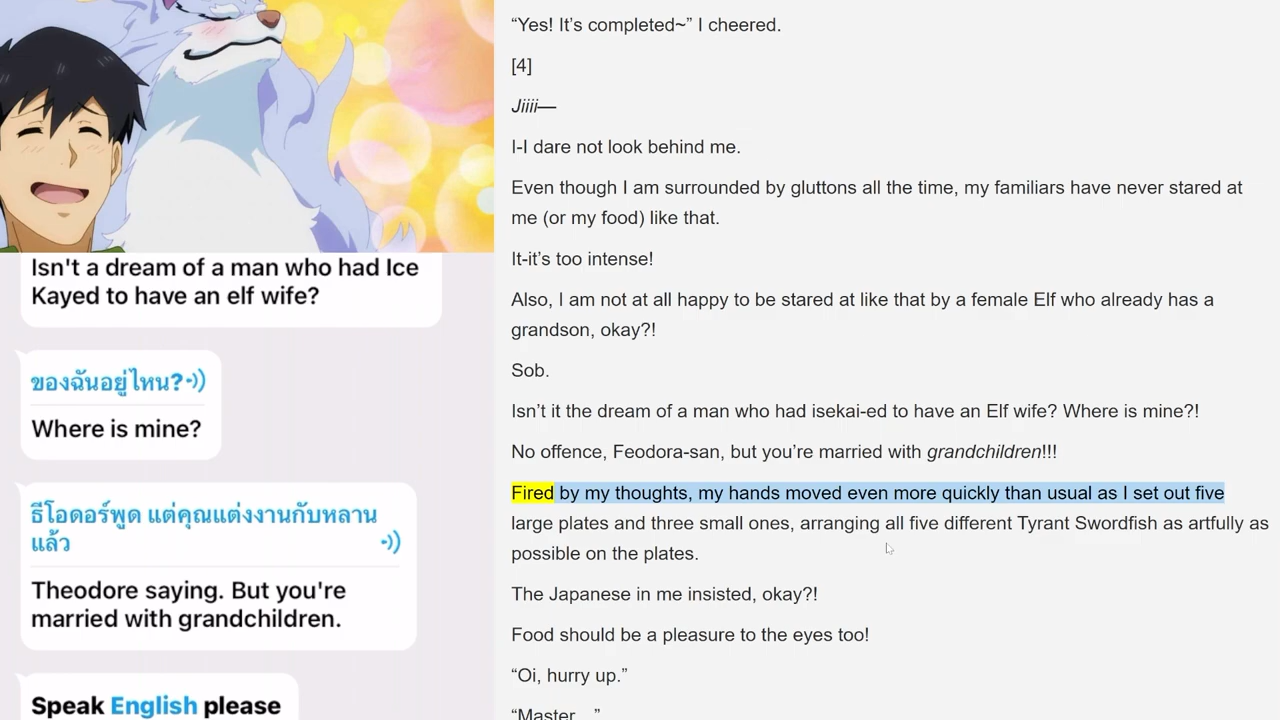 Isn't a dream of a man who had Ice
Kayed to have an elf wife?
ของฉันอยู่ไหน?
Where is mine?
ธีโอดอร์พูด แต่คุณแต่งงานกับหลาน
แล้ว
Theodore saying. But you're
married with grandchildren.
Speak English please
“Yes! It’s completed~” I cheered.
[4]
Jiiii—
I-I dare not look behind me.
Even though I am surrounded by gluttons all the time, my familiars have never stared at
me (or my food) like that.
It-it’s too intense!
Also, I am not at all happy to be stared at like that by a female Elf who already has a
grandson, okay?!
Sob.
Isn’t it the dream of a man who had isekai-ed to have an Elf wife? Where is mine?!
No offence, Feodora-san, but you’re married with grandchildren!!!
Fired by my thoughts, my hands moved even more quickly than usual as I set out five
large plates and three small ones, arranging all five different Tyrant Swordfish as artfully as
possible on the plates.
The Japanese in me insisted, okay?!
Food should be a pleasure to the eyes too!
“Oi, hurry up.”
“Master…”